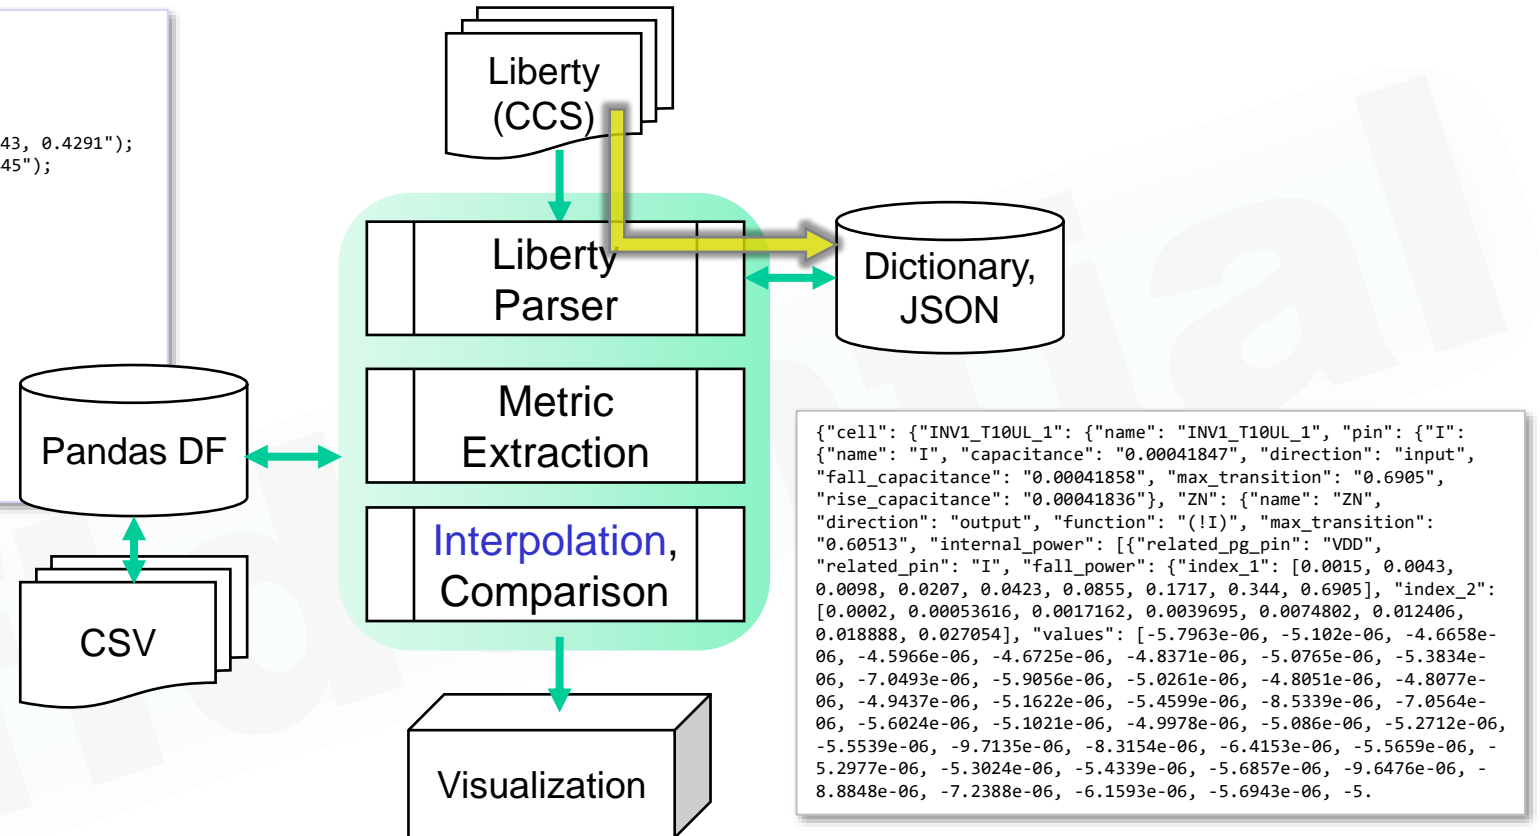 43, 0.4291");
45");
Liberty
(CCS)
Liberty
Parser
Dictionary,
JSON
Metric
Extraction
Pandas DF
Interpolation,
Comparison
CSV
Visualization
{"cell": {"INV1_T10UL_1": {"name": "INV1_T10UL_1", "pin": {"I":
{"name": "I", "capacitance": "0.00041847", "direction": "input",
"fall_capacitance": "0.00041858", "max_transition": "0.6905",
"rise_capacitance": "0.00041836"}, "ZN": {"name": "ZN",
"direction": "output", "function": "(!I)", "max_transition":
"0.60513", "internal_power": [{"related_pg_pin": "VDD",
"related_pin": "I", "fall_power": {"index_1": [0.0015, 0.0043,
0.0098, 0.0207, 0.0423, 0.0855, 0.1717, 0.344, 0.6905], "index_2":
[0.0002, 0.00053616, 0.0017162, 0.0039695, 0.0074802, 0.012406,
0.018888, 0.027054], "values": [-5.7963e-06, -5.102e-06, -4.6658e-
06, -4.5966e-06, -4.6725e-06, -4.8371e-06, -5.0765e-06, -5.3834e-
06, -7.0493e-06, -5.9056e-06, -5.0261e-06, -4.8051e-06, -4.8077e-
06, -4.9437e-06, -5.1622e-06, -5.4599e-06, -8.5339e-06, -7.0564e-
06, -5.6024e-06, -5.1021e-06, -4.9978e-06, -5.086e-06, -5.2712e-06,
-5.5539e-06, -9.7135e-06, -8.3154e-06, -6.4153e-06, -5.5659e-06, -
5.2977e-06, -5.3024e-06, -5.4339e-06, -5.6857e-06, -9.6476e-06, -
8.8848e-06, -7.2388e-06, -6.1593e-06, -5.6943e-06, -5.